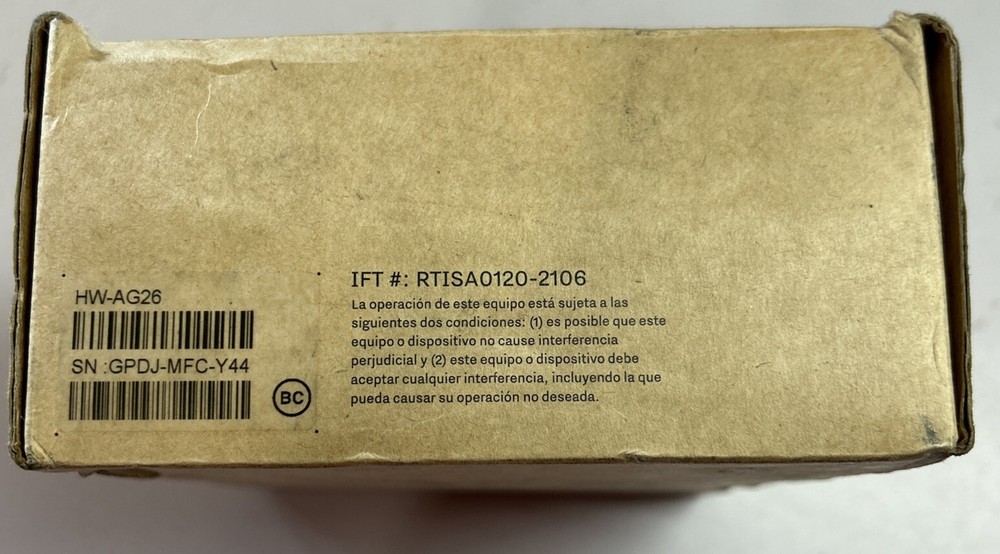 HW-AG26
SN :GPDJ-MFC-Y44
BC
IFT #: RTISA0120-2106
La operación de este equipo está sujeta a las
siguientes dos condiciones: (1) es posible que este
equipo o dispositivo no cause interferencia
perjudicial y (2) este equipo o dispositivo debe
aceptar cualquier interferencia, incluyendo la que
pueda causar su operación no deseada.